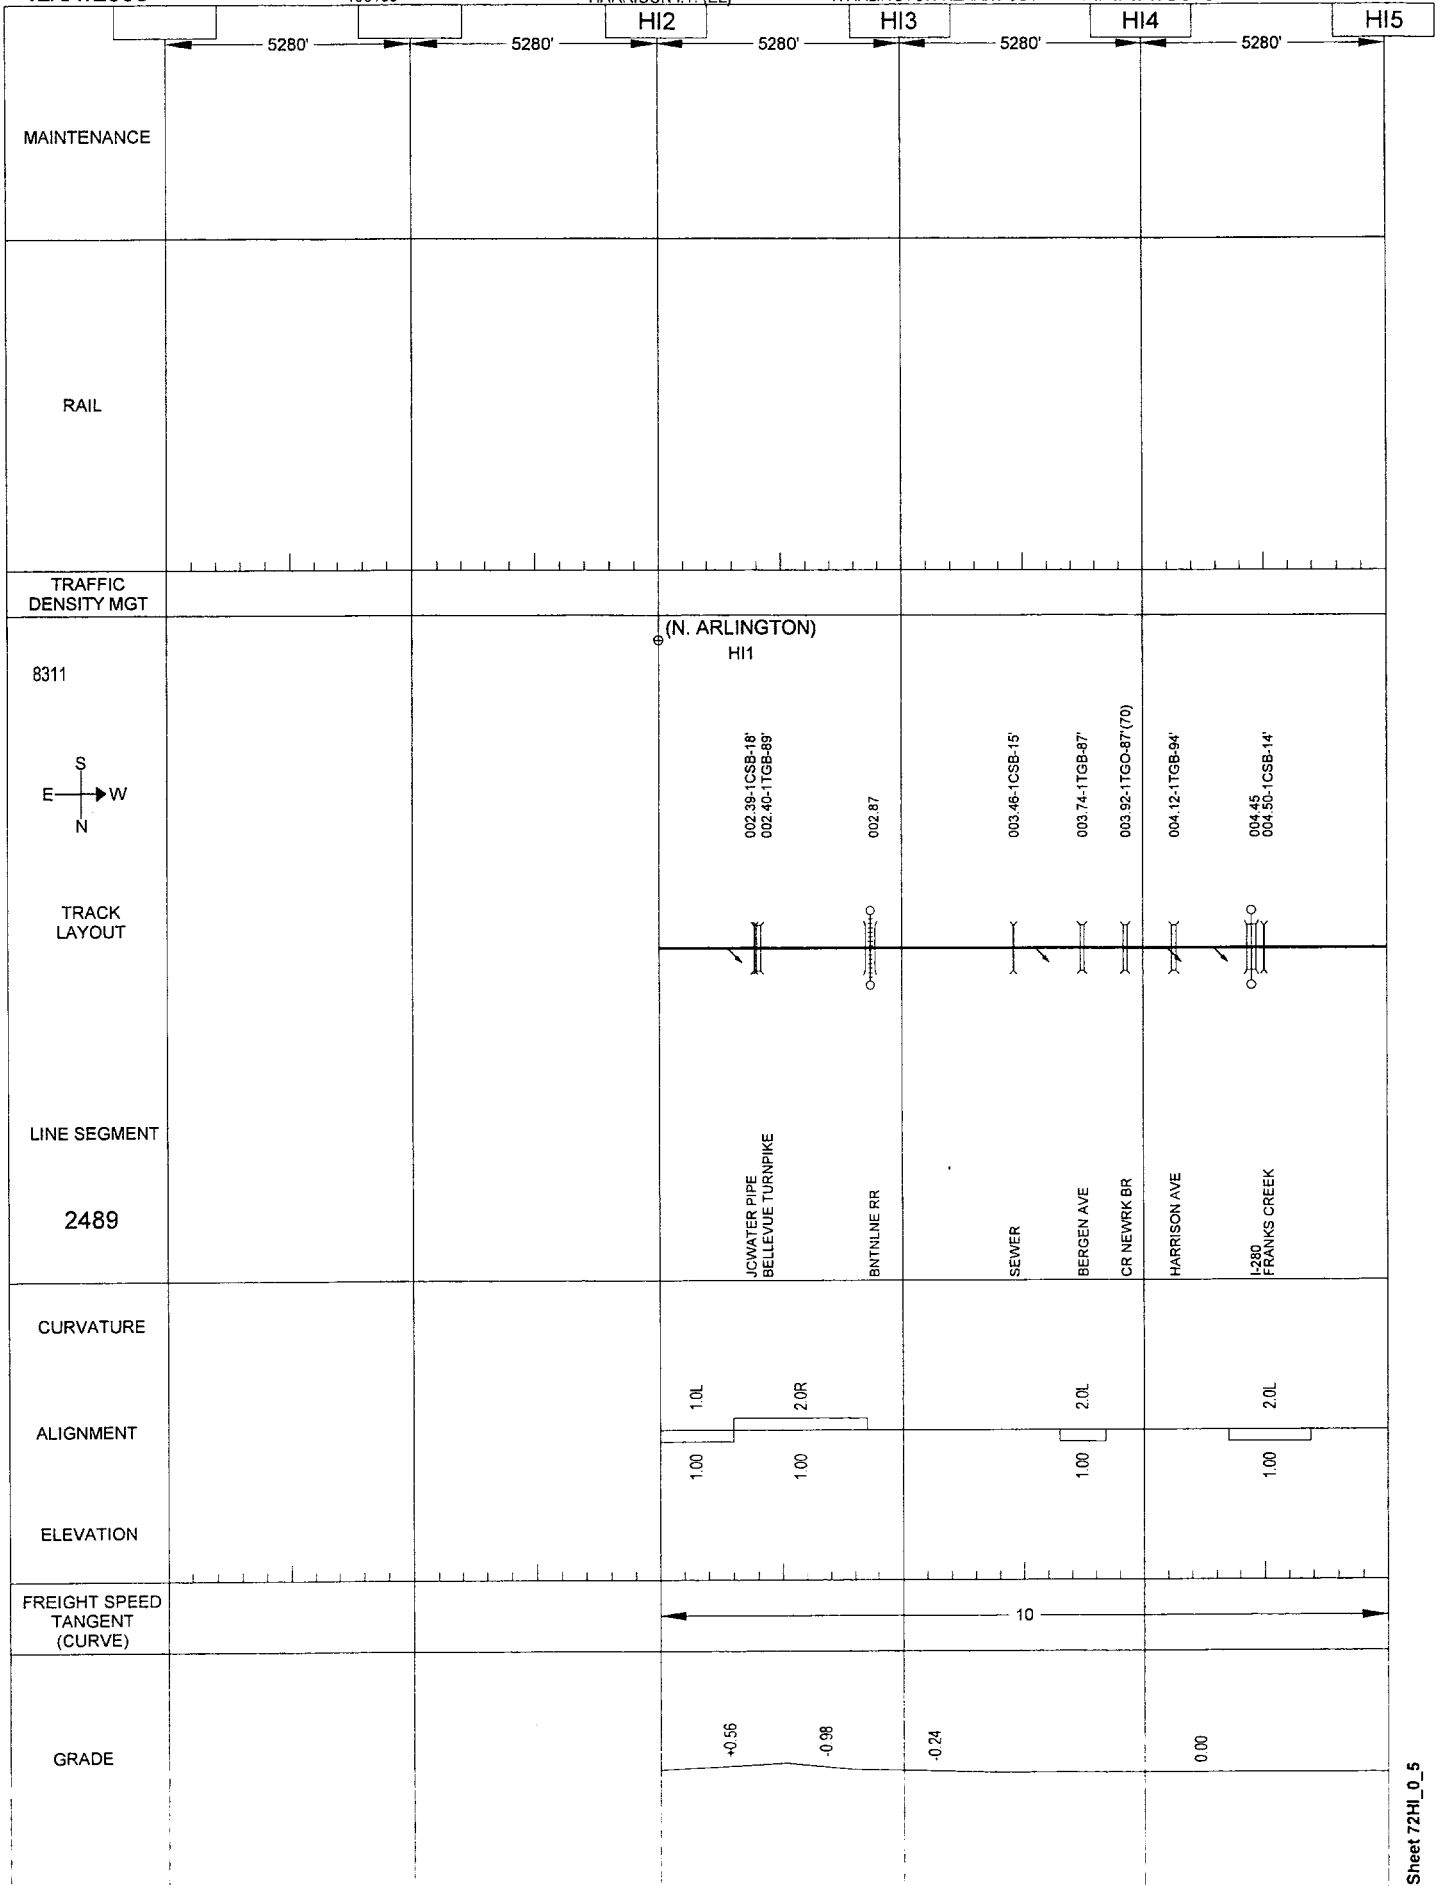 HI2 HI3 HI4 HI5
5280' 5280' 5280' 5280' 5280'
MAINTENANCE
RAIL
TRAFFIC
DENSITY MGT
(N. ARLINGTON)
HI1
8311
S
E W
N
002.39-1CSB-18'
002.40-1TGB-89'
002.87
003.46-1CSB-15'
003.74-1TGB-87'
003.92-1TGO-87'(70)
004.12-1TGB-94'
004.45
004.50-1CSB-14'
TRACK
LAYOUT
LINE SEGMENT
2489
JCWATER PIPE
BELLEVUE TURNPIKE
BNTNLNE RR
SEWER
BERGEN AVE
CR NEWRK BR
HARRISON AVE
I-280
FRANKS CREEK
CURVATURE
1.0L 2.0R 2.0L 2.0L
ALIGNMENT
1.00 1.00 1.00 1.00
ELEVATION
FREIGHT SPEED
TANGENT
(CURVE)
10
GRADE
+0.56 -0.98 -0.24 0.00
Sheet 72HI_0_5